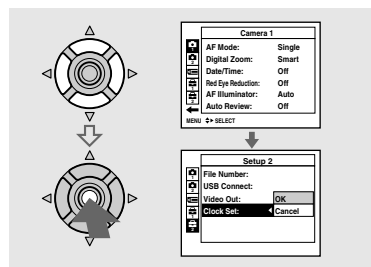 Camera 1
AF Mode: Single
Digital Zoom: Smart
Date/Time: Off
Red Eye Reduction: Off
AF Illuminator: Auto
Auto Review: Off
MENU SELECT
Setup 2
File Number:
USB Connect:
Video Out: OK
Clock Set: Cancel